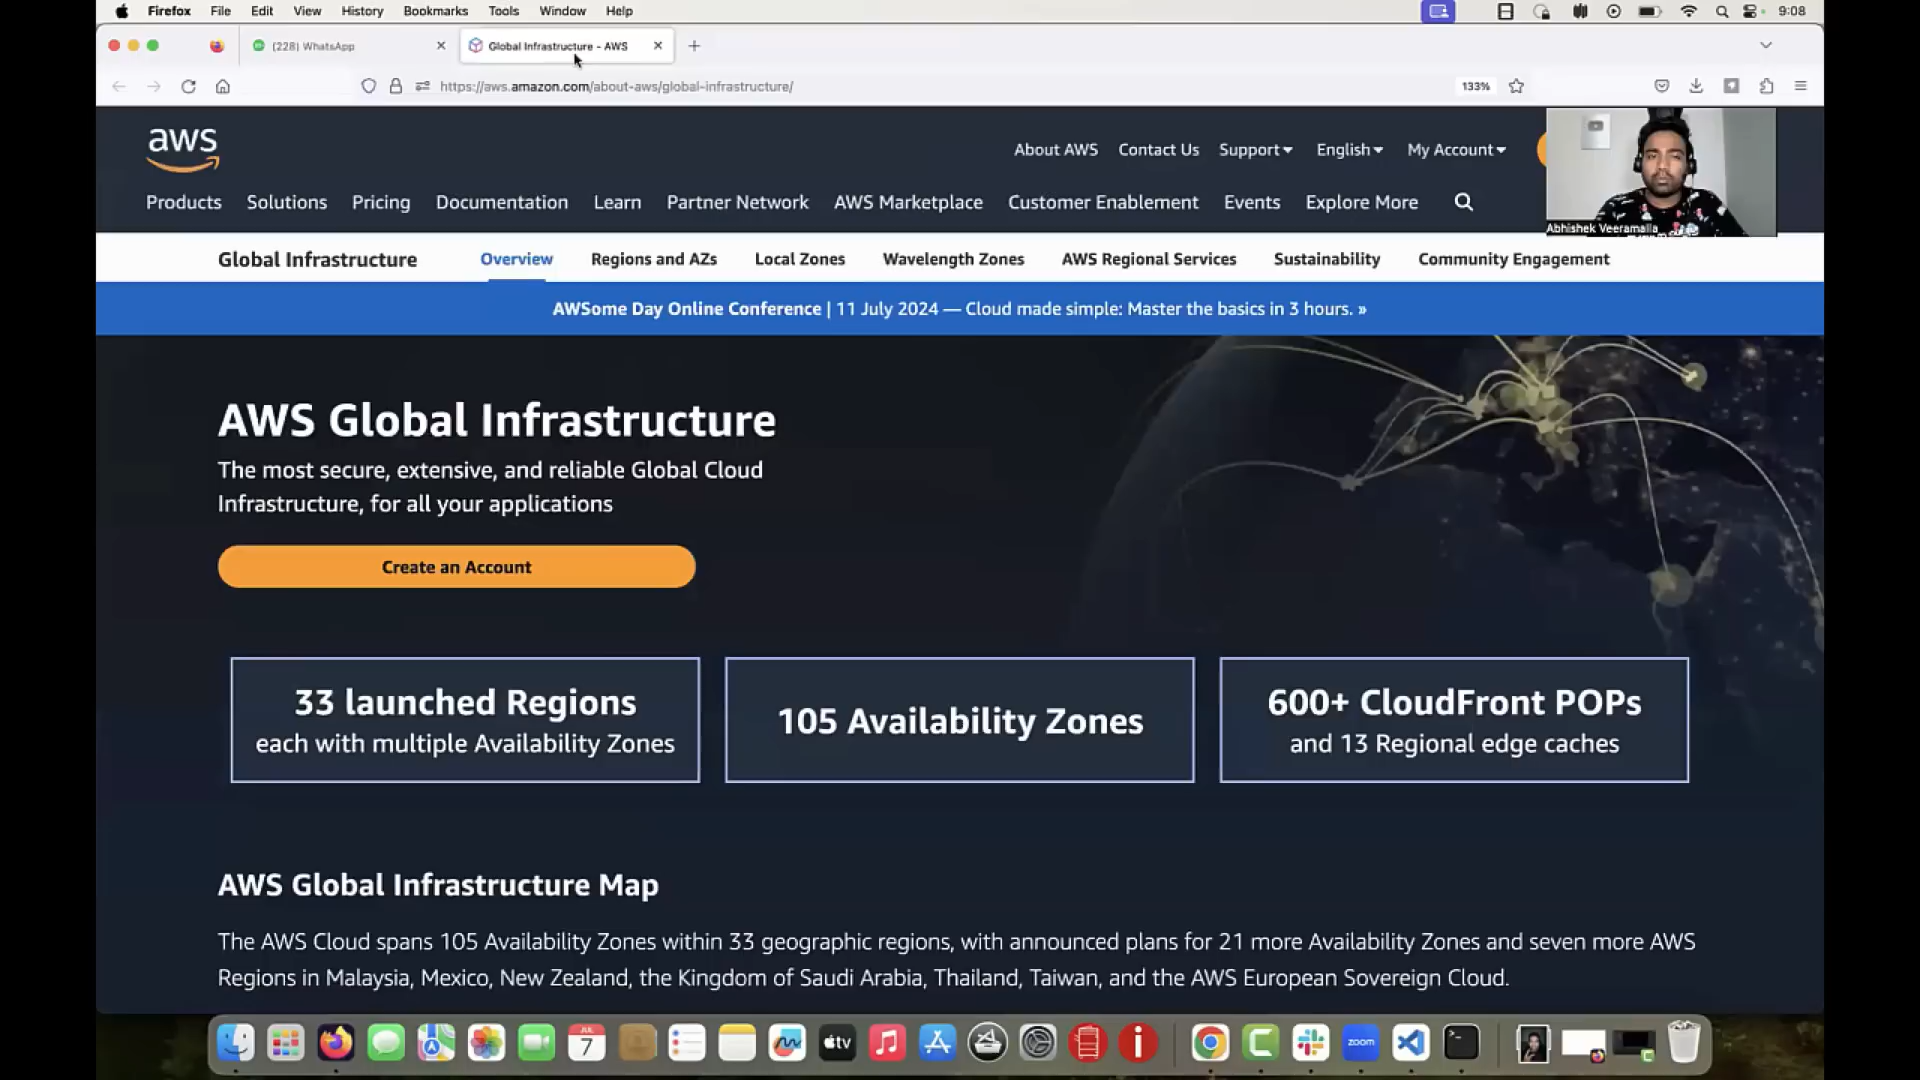 Firefox File Edit View History Bookmarks Tools Window Help 9:08
(228) WhatsApp Global Infrastructure - AWS
https://aws.amazon.com/about-aws/global-infrastructure/ 133%
aws
About AWS Contact Us Support English My Account
Products Solutions Pricing Documentation Learn Partner Network AWS Marketplace Customer Enablement Events Explore More
Abhishek Veeramalla
Global Infrastructure Overview Regions and AZs Local Zones Wavelength Zones AWS Regional Services Sustainability Community Engagement
AWSome Day Online Conference | 11 July 2024 — Cloud made simple: Master the basics in 3 hours. »
AWS Global Infrastructure
The most secure, extensive, and reliable Global Cloud
Infrastructure, for all your applications
Create an Account
33 launched Regions
each with multiple Availability Zones
105 Availability Zones
600+ CloudFront POPs
and 13 Regional edge caches
AWS Global Infrastructure Map
The AWS Cloud spans 105 Availability Zones within 33 geographic regions, with announced plans for 21 more Availability Zones and seven more AWS
Regions in Malaysia, Mexico, New Zealand, the Kingdom of Saudi Arabia, Thailand, Taiwan, and the AWS European Sovereign Cloud.
JUL
7
tv
zoom